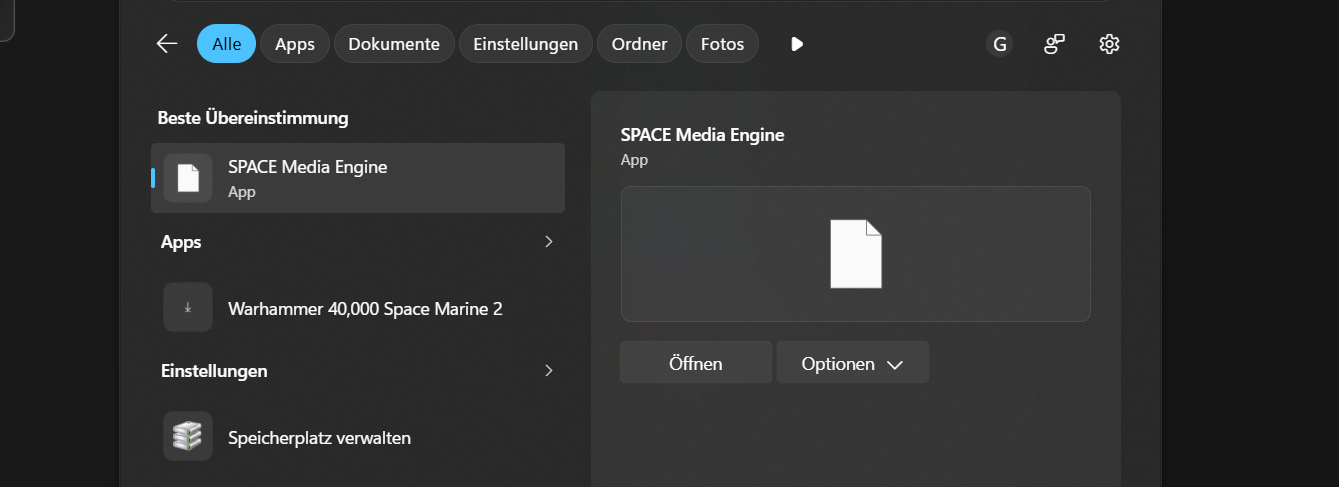 Alle
Apps
Dokumente
Einstellungen
Ordner
Fotos
G
Beste Übereinstimmung
SPACE Media Engine
App
Apps
Warhammer 40,000 Space Marine 2
Einstellungen
Speicherplatz verwalten
SPACE Media Engine
App
Öffnen
Optionen